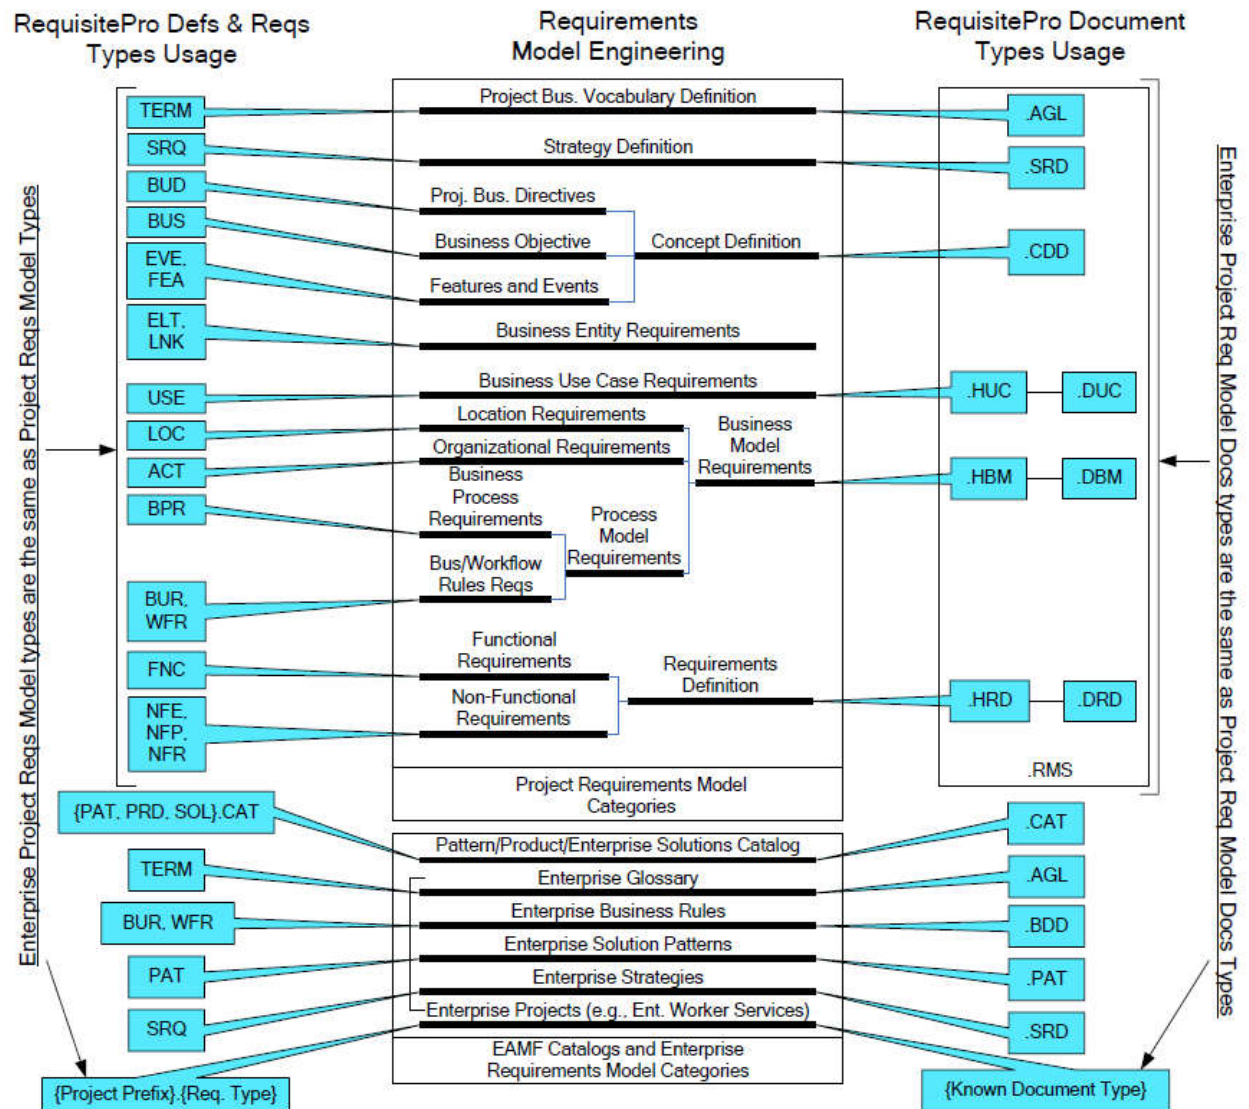 RequisitePro Defs & Reqs
Types Usage
Requirements
Model Engineering
RequisitePro Document
Types Usage
Enterprise Project Reqs Model types are the same as Project Reqs Model Types
TERM
SRQ
BUD
BUS
EVE,
FEA
ELT,
LNK
USE
LOC
ACT
BPR
BUR,
WFR
FNC
NFE,
NFP,
NFR
Project Bus. Vocabulary Definition
Strategy Definition
Proj. Bus. Directives
Business Objective
Concept Definition
Features and Events
Business Entity Requirements
Business Use Case Requirements
Location Requirements
Organizational Requirements
Business
Model
Requirements
Business
Process
Requirements
Process
Model
Requirements
Bus/Workflow
Rules Reqs
Functional
Requirements
Requirements
Definition
Non-Functional
Requirements
Project Requirements Model
Categories
.AGL
.SRD
.CDD
.HUC
.DUC
.HBM
.DBM
.HRD
.DRD
.RMS
Enterprise Project Req Model Docs types are the same as Project Req Model Docs Types
{PAT, PRD, SOL}.CAT
TERM
BUR, WFR
PAT
SRQ
{Project Prefix}.{Req. Type}
Pattern/Product/Enterprise Solutions Catalog
Enterprise Glossary
Enterprise Business Rules
Enterprise Solution Patterns
Enterprise Strategies
Enterprise Projects (e.g., Ent. Worker Services)
EAMF Catalogs and Enterprise
Requirements Model Categories
.CAT
.AGL
.BDD
.PAT
.SRD
{Known Document Type}